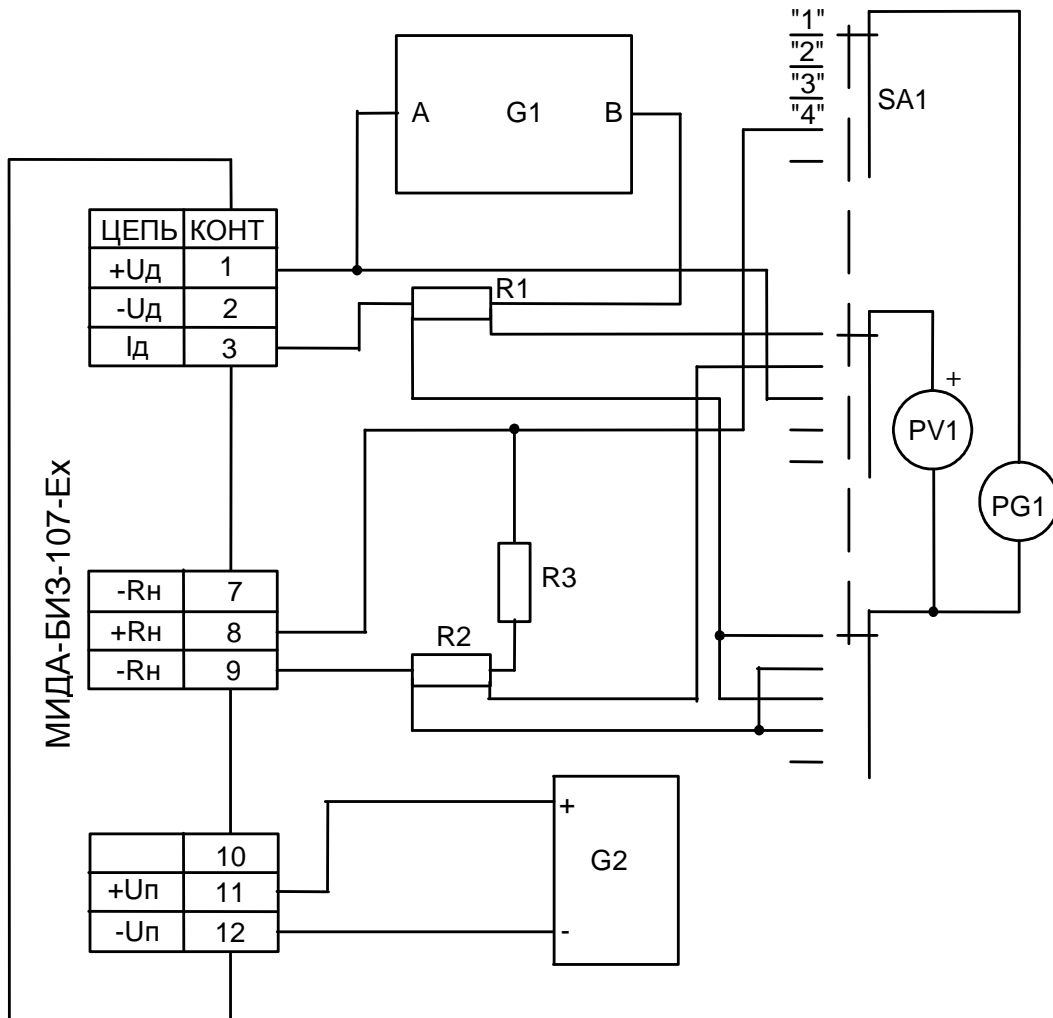 "1"
"2"
"3"
"4"
SA1
A G1 B
ЦЕПЬ КОНТ
+Uд 1
-Uд 2
Iд 3
R1
+
PV1
PG1
МИДА-БИЗ-107-Ex
-Rн 7
+Rн 8
-Rн 9
R3
R2
10
+Uп 11
-Uп 12
+
G2
-